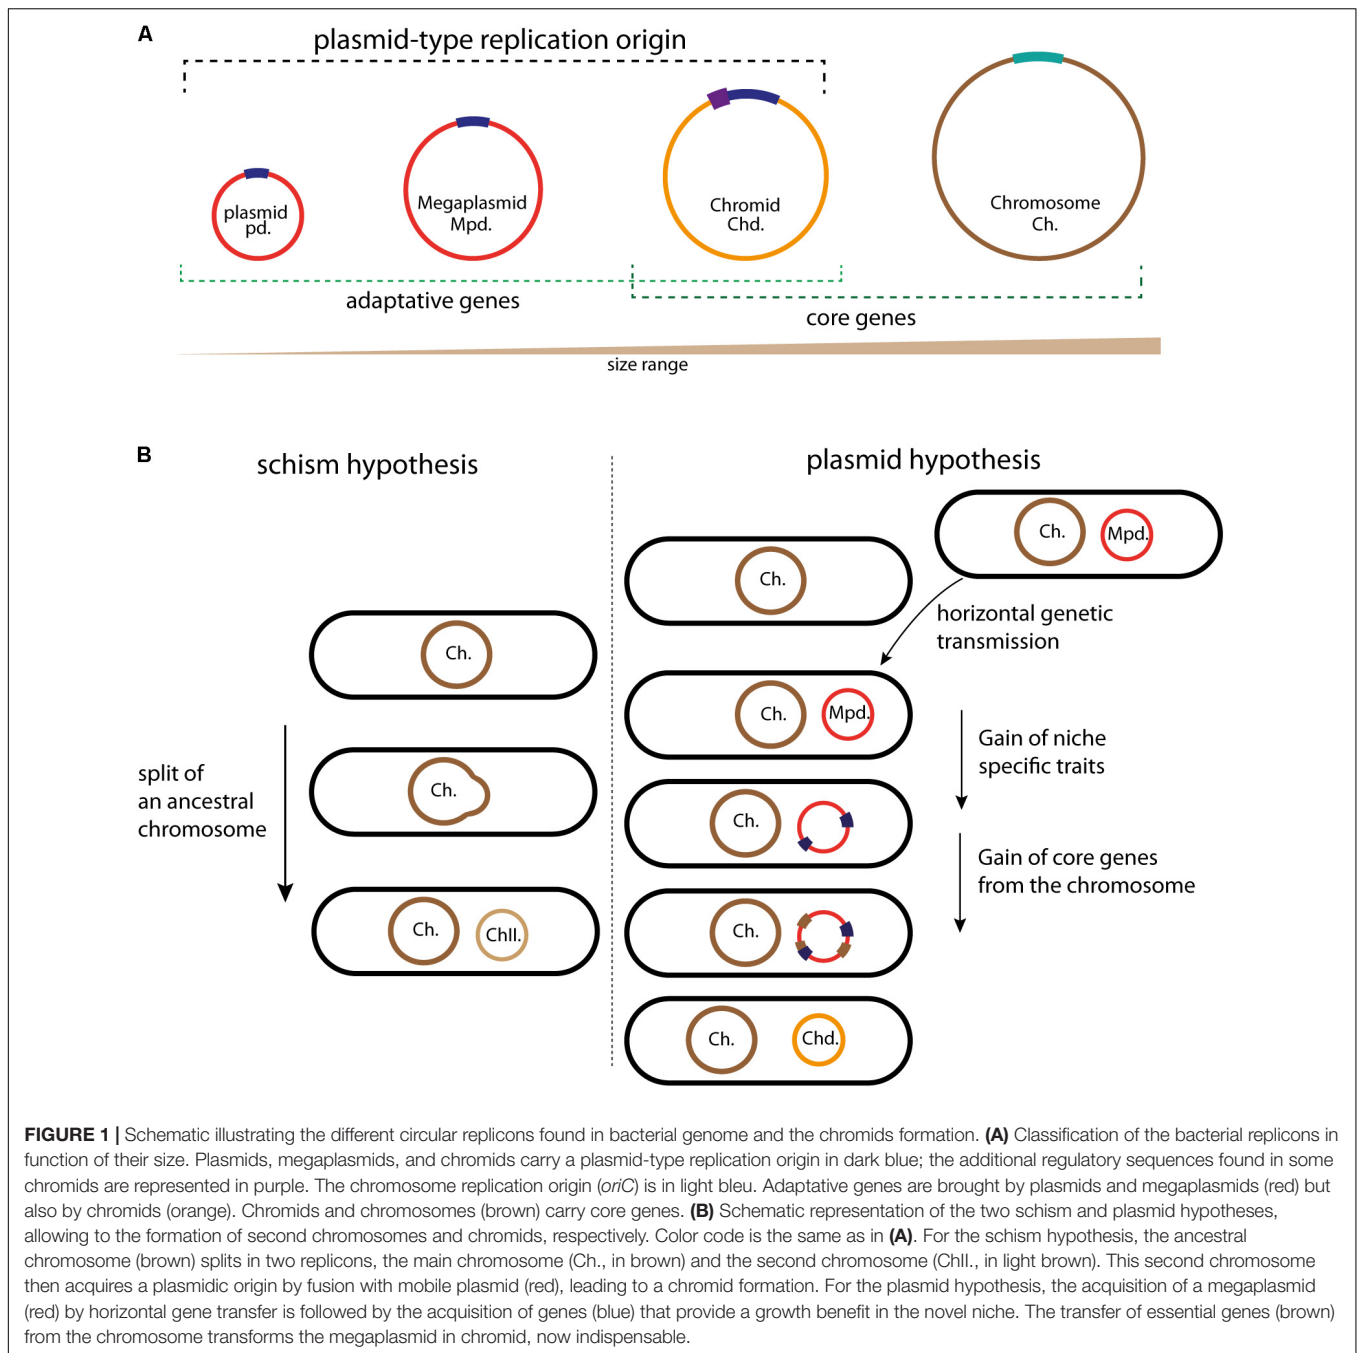 A
plasmid-type replication origin
plasmid
pd.
Megaplasmid
Mpd.
Chromid
Chd.
Chromosome
Ch.
adaptative genes
core genes
size range
B
schism hypothesis
plasmid hypothesis
Ch.
Mpd.
Ch.
horizontal genetic
transmission
Ch.
Ch.
Mpd.
Gain of niche
specific traits
split of
an ancestral
chromosome
Ch.
Ch.
Gain of core genes
from the chromosome
Ch.
ChII.
Ch.
Ch.
Chd.
FIGURE 1 | Schematic illustrating the different circular replicons found in bacterial genome and the chromids formation. (A) Classification of the bacterial replicons in
function of their size. Plasmids, megaplasmids, and chromids carry a plasmid-type replication origin in dark blue; the additional regulatory sequences found in some
chromids are represented in purple. The chromosome replication origin (oriC) is in light bleu. Adaptative genes are brought by plasmids and megaplasmids (red) but
also by chromids (orange). Chromids and chromosomes (brown) carry core genes. (B) Schematic representation of the two schism and plasmid hypotheses,
allowing to the formation of second chromosomes and chromids, respectively. Color code is the same as in (A). For the schism hypothesis, the ancestral
chromosome (brown) splits in two replicons, the main chromosome (Ch., in brown) and the second chromosome (ChII., in light brown). This second chromosome
then acquires a plasmidic origin by fusion with mobile plasmid (red), leading to a chromid formation. For the plasmid hypothesis, the acquisition of a megaplasmid
(red) by horizontal gene transfer is followed by the acquisition of genes (blue) that provide a growth benefit in the novel niche. The transfer of essential genes (brown)
from the chromosome transforms the megaplasmid in chromid, now indispensable.